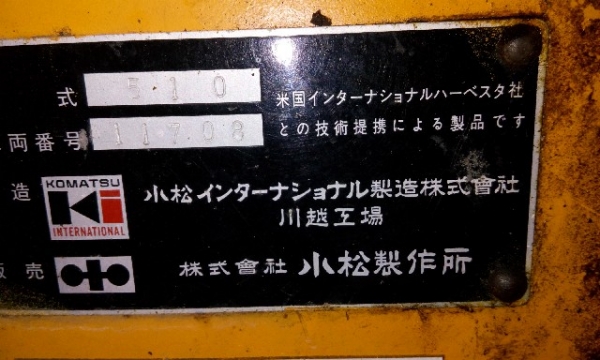 式 510
米国インターナショナルハーベスタ社
両番号 11708
との技術提携による製品です
造 KOMATSU
INTERNATIONAL
小松インターナショナル製造株式會社
川越工場
販売 株式會社 小松製作所